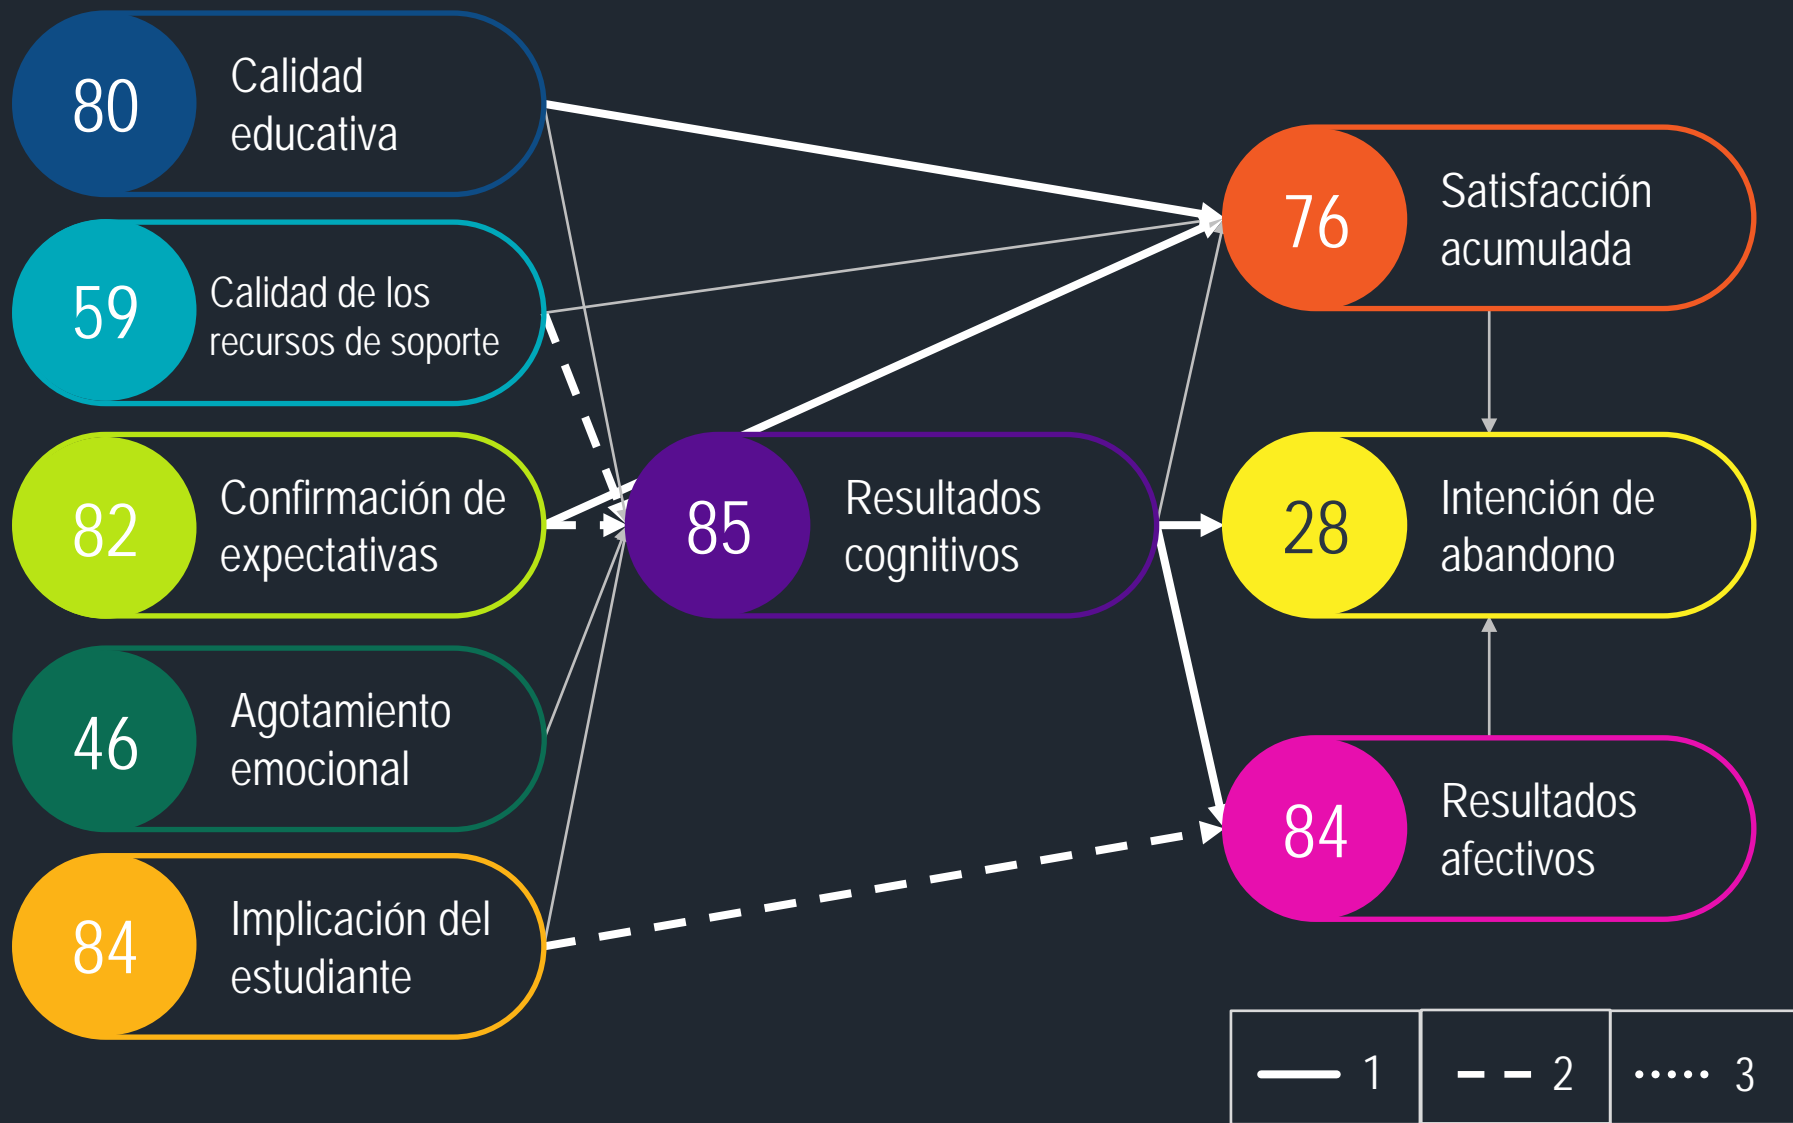 80
Calidad
educativa
59
Calidad de los
recursos de soporte
82
Confirmación de
expectativas
46
Agotamiento
emocional
84
Implicación del
estudiante
85
Resultados
cognitivos
76
Satisfacción
acumulada
28
Intención de
abandono
84
Resultados
afectivos
1
2
3